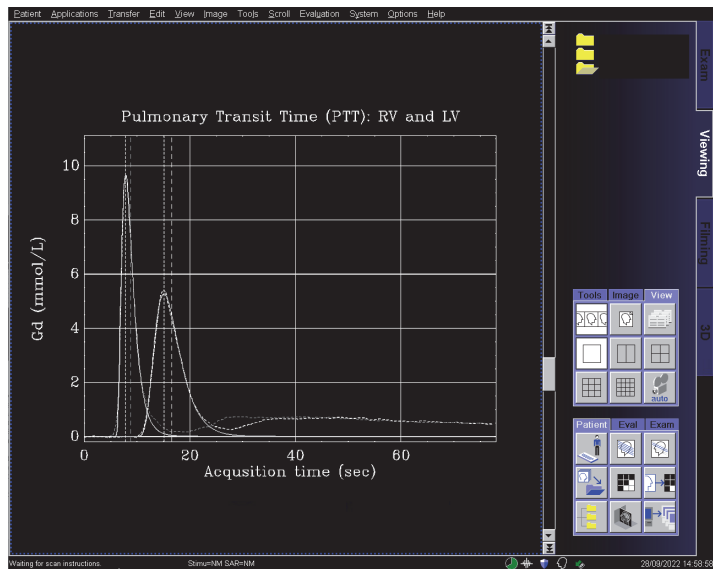 Patient Applications Transfer Edit View Image Tools Scroll Evaluation System Options Help
Exam
Viewing
Filming
3D
Pulmonary Transit Time (PTT): RV and LV
Gd (mmol/L)
10
8
6
4
2
0
0 20 40 60
Acqusition time (sec)
Tools Image View
auto
Patient Eval Exam
Waiting for scan instructions. Stimu=NM SAR=NM 28/09/2022 14:58:58